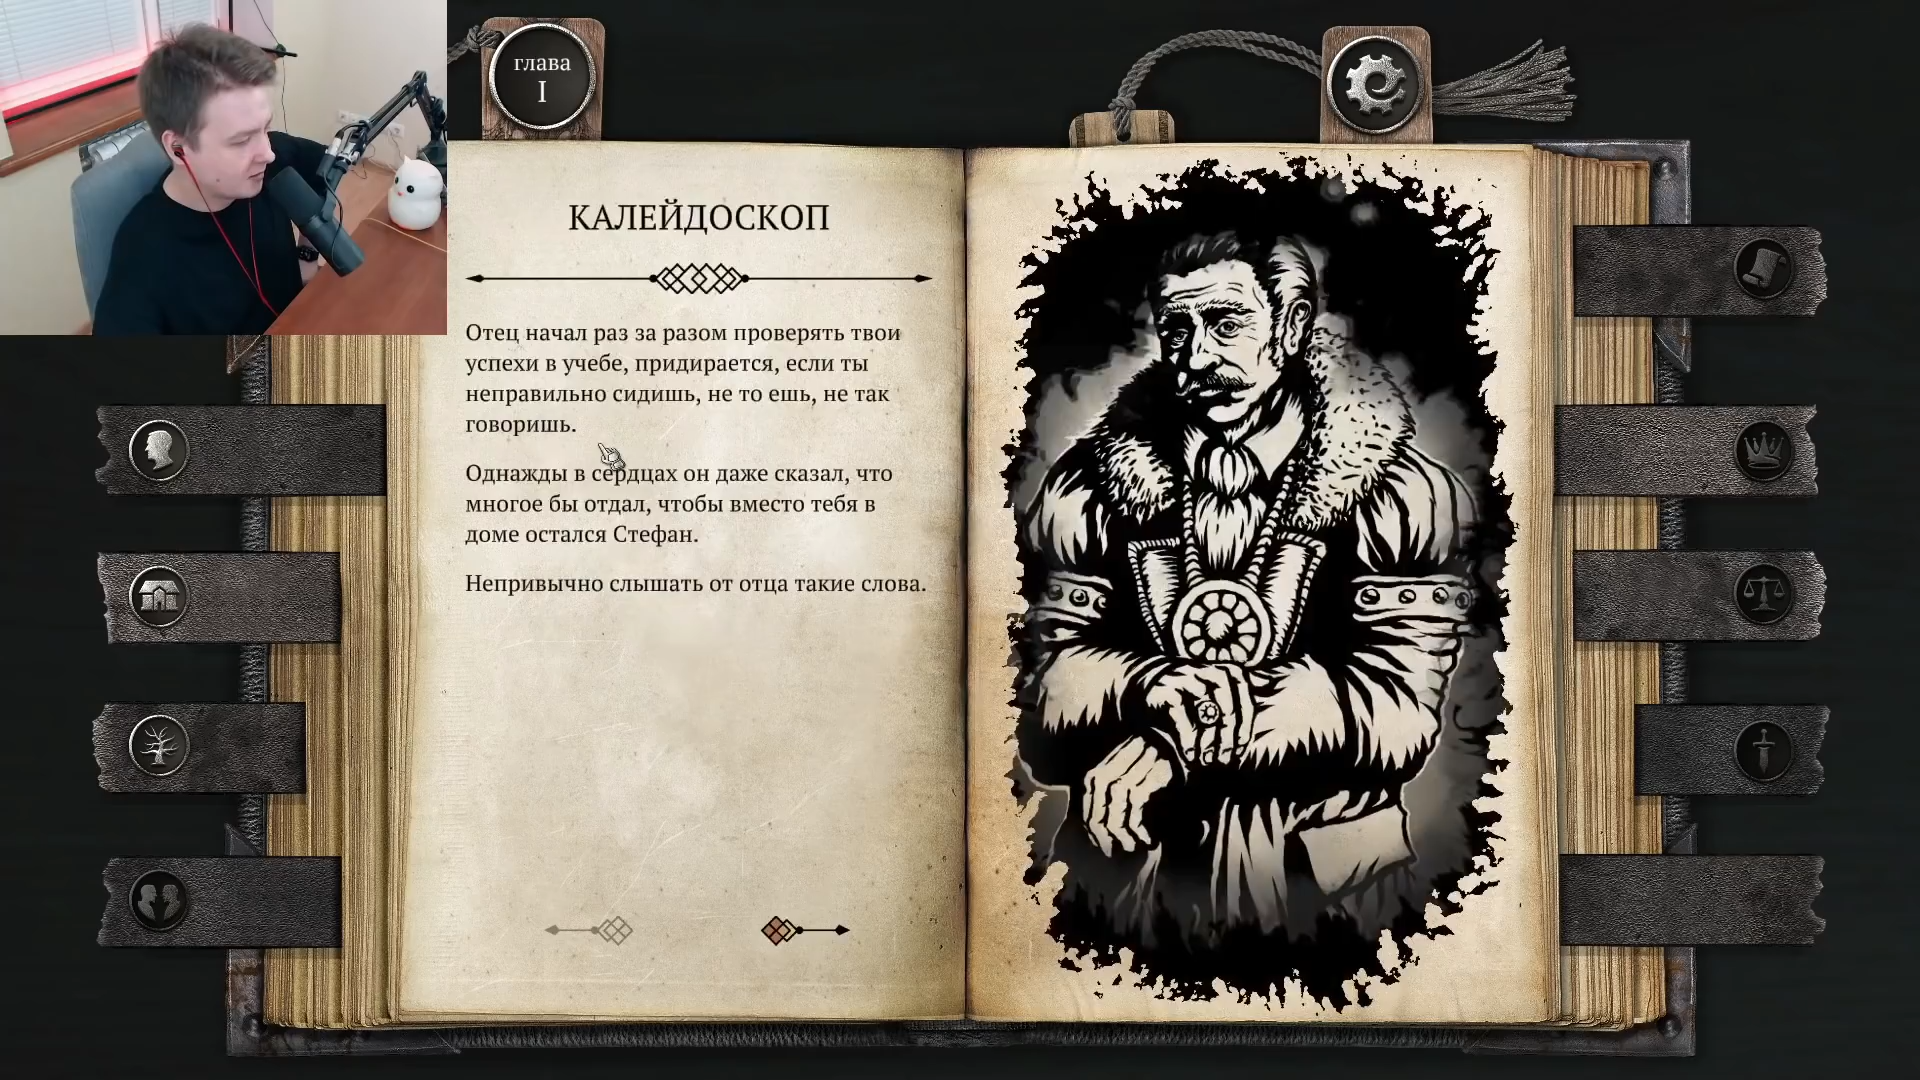 глава
I
КАЛЕЙДОСКОП
Отец начал раз за разом проверять твои
успехи в учебе, придирается, если ты
неправильно сидишь, не то ешь, не так
говоришь.
Однажды в сердцах он даже сказал, что
многое бы отдал, чтобы вместо тебя в
доме остался Стефан.
Непривычно слышать от отца такие слова.